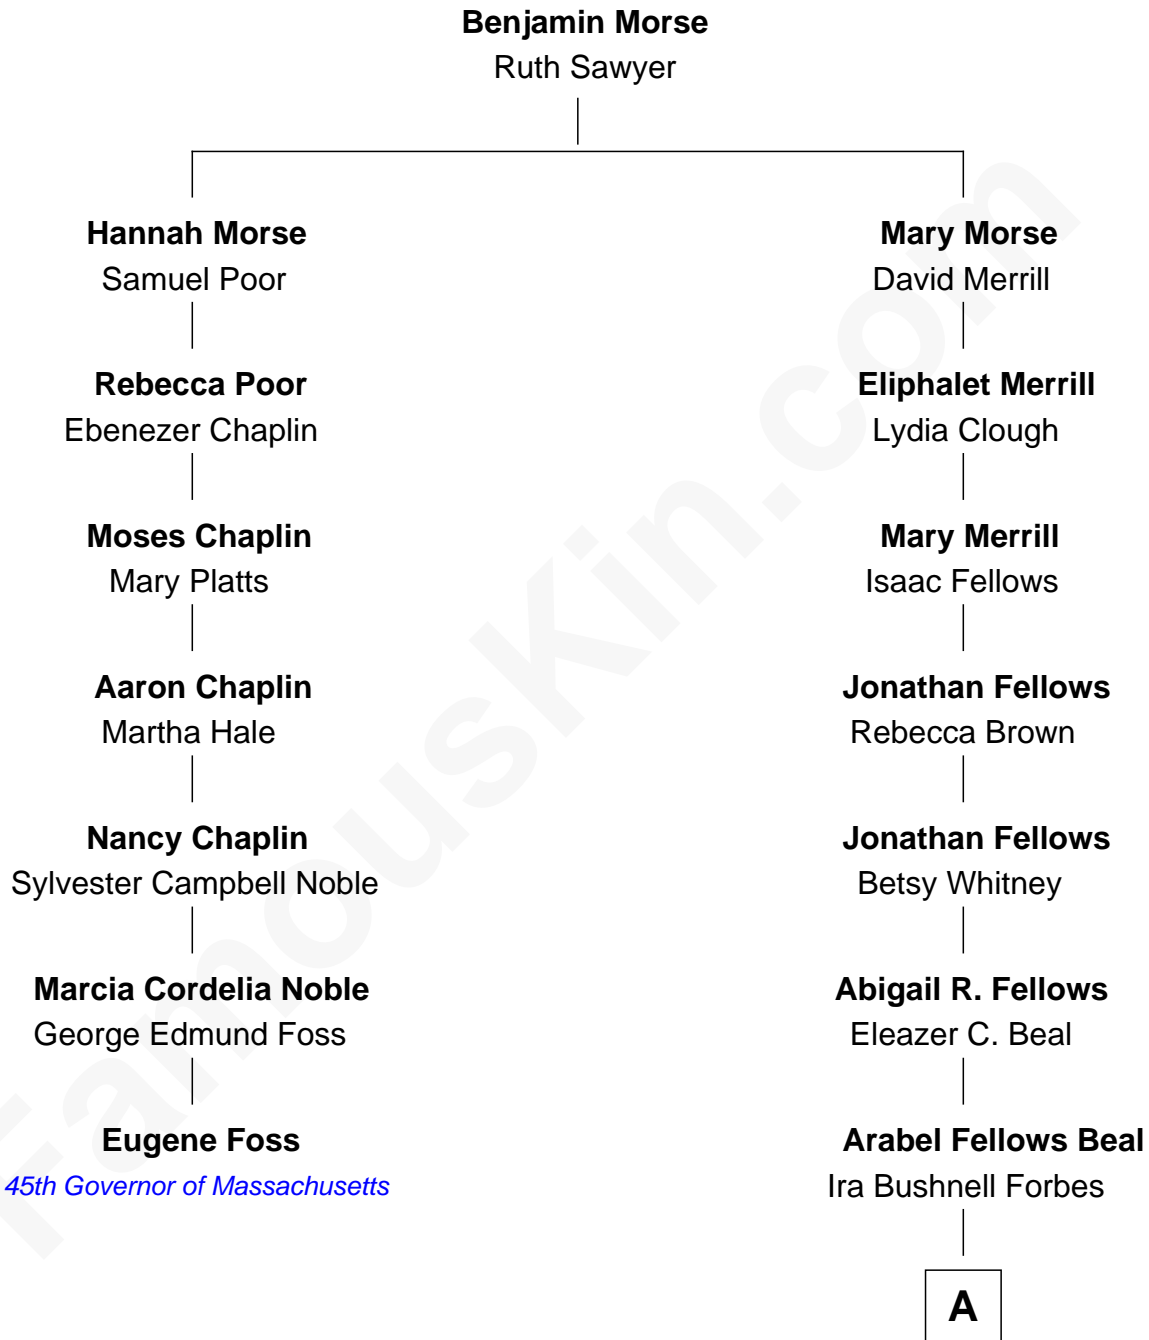 Benjamin Morse
Ruth Sawyer
Hannah Morse
Samuel Poor
Mary Morse
David Merrill
Rebecca Poor
Ebenezer Chaplin
Eliphalet Merrill
Lydia Clough
Moses Chaplin
Mary Platts
Mary Merrill
Isaac Fellows
Aaron Chaplin
Martha Hale
Jonathan Fellows
Rebecca Brown
Nancy Chaplin
Sylvester Campbell Noble
Jonathan Fellows
Betsy Whitney
Marcia Cordelia Noble
George Edmund Foss
Abigail R. Fellows
Eleazer C. Beal
Eugene Foss
45th Governor of Massachusetts
Arabel Fellows Beal
Ira Bushnell Forbes
A
FamousKin.com